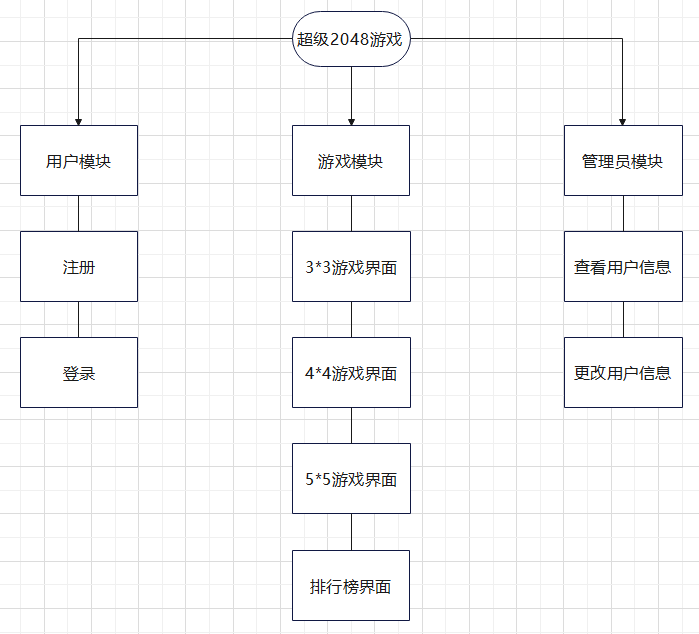 超级2048游戏
用户模块
游戏模块
管理员模块
注册
3*3游戏界面
查看用户信息
登录
4*4游戏界面
更改用户信息
5*5游戏界面
排行榜界面